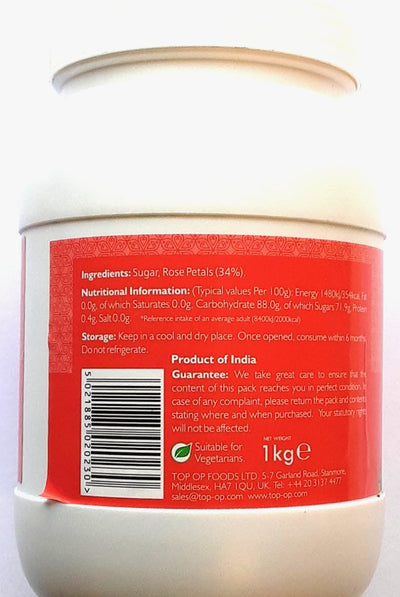 Ingredients: Sugar, Rose Petals (34%).
Nutritional Information: (Typical values Per 100g): Energy 1480kJ/354kcal, Fat
0.0g, of which Saturates 0.0g. Carbohydrate 88.0g, of which Sugars 71.9g, Protein
0.4g, Salt 0.0g. *Reference intake of an average adult (8400kJ/2000kcal)
Storage: Keep in a cool and dry place. Once opened, consume within 6 months.
Do not refrigerate.
Product of India
Guarantee: We take great care to ensure that the
content of this pack reaches you in perfect condition. In
case of any complaint, please return the pack and contents
stating where and when purchased. Your statutory rights
will not be affected.
Suitable for
Vegetarians.
NET WEIGHT
1kg℮
TOP OP FOODS LTD. 5-7 Garland Road, Stanmore,
Middlesex, HA7 1QU, UK. Tel: +44 20 3137 4477
sales@top-op.com www.top-op.com
5 021885 020230 >